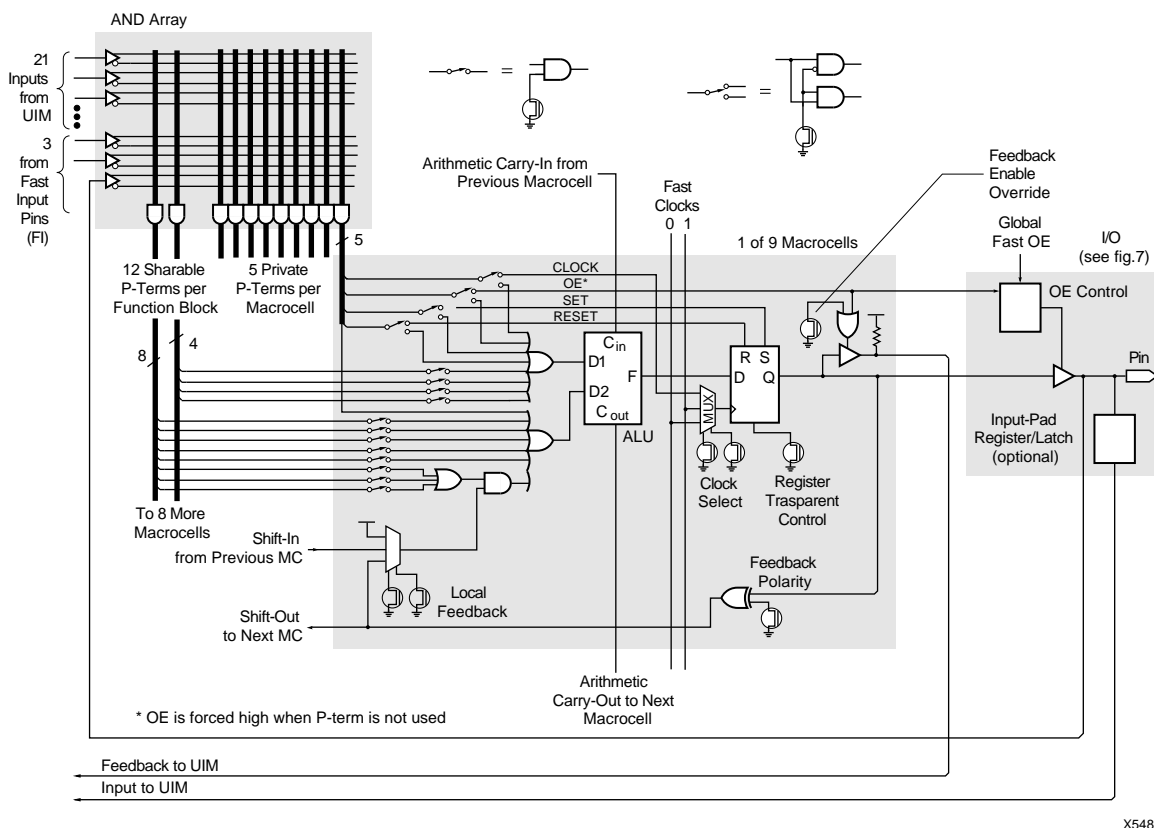 AND Array
21
Inputs
from
UIM
3
from
Fast
Input
Pins
(FI)
5
12 Sharable
P-Terms per
Function Block
5 Private
P-Terms per
Macrocell
8
4
To 8 More
Macrocells
=
=
Arithmetic Carry-In from
Previous Macrocell
Fast
Clocks
0 1
Feedback
Enable
Override
1 of 9 Macrocells
Global
Fast OE
I/O
(see fig.7)
OE Control
Pin
Input-Pad
Register/Latch
(optional)
CLOCK
OE*
SET
RESET
C in
D1
F
D2
C out
ALU
R S
D Q
MUX
Clock
Select
Register
Trasparent
Control
Shift-In
from Previous MC
Local
Feedback
Feedback
Polarity
Shift-Out
to Next MC
Arithmetic
Carry-Out to Next
Macrocell
* OE is forced high when P-term is not used
Feedback to UIM
Input to UIM
X548